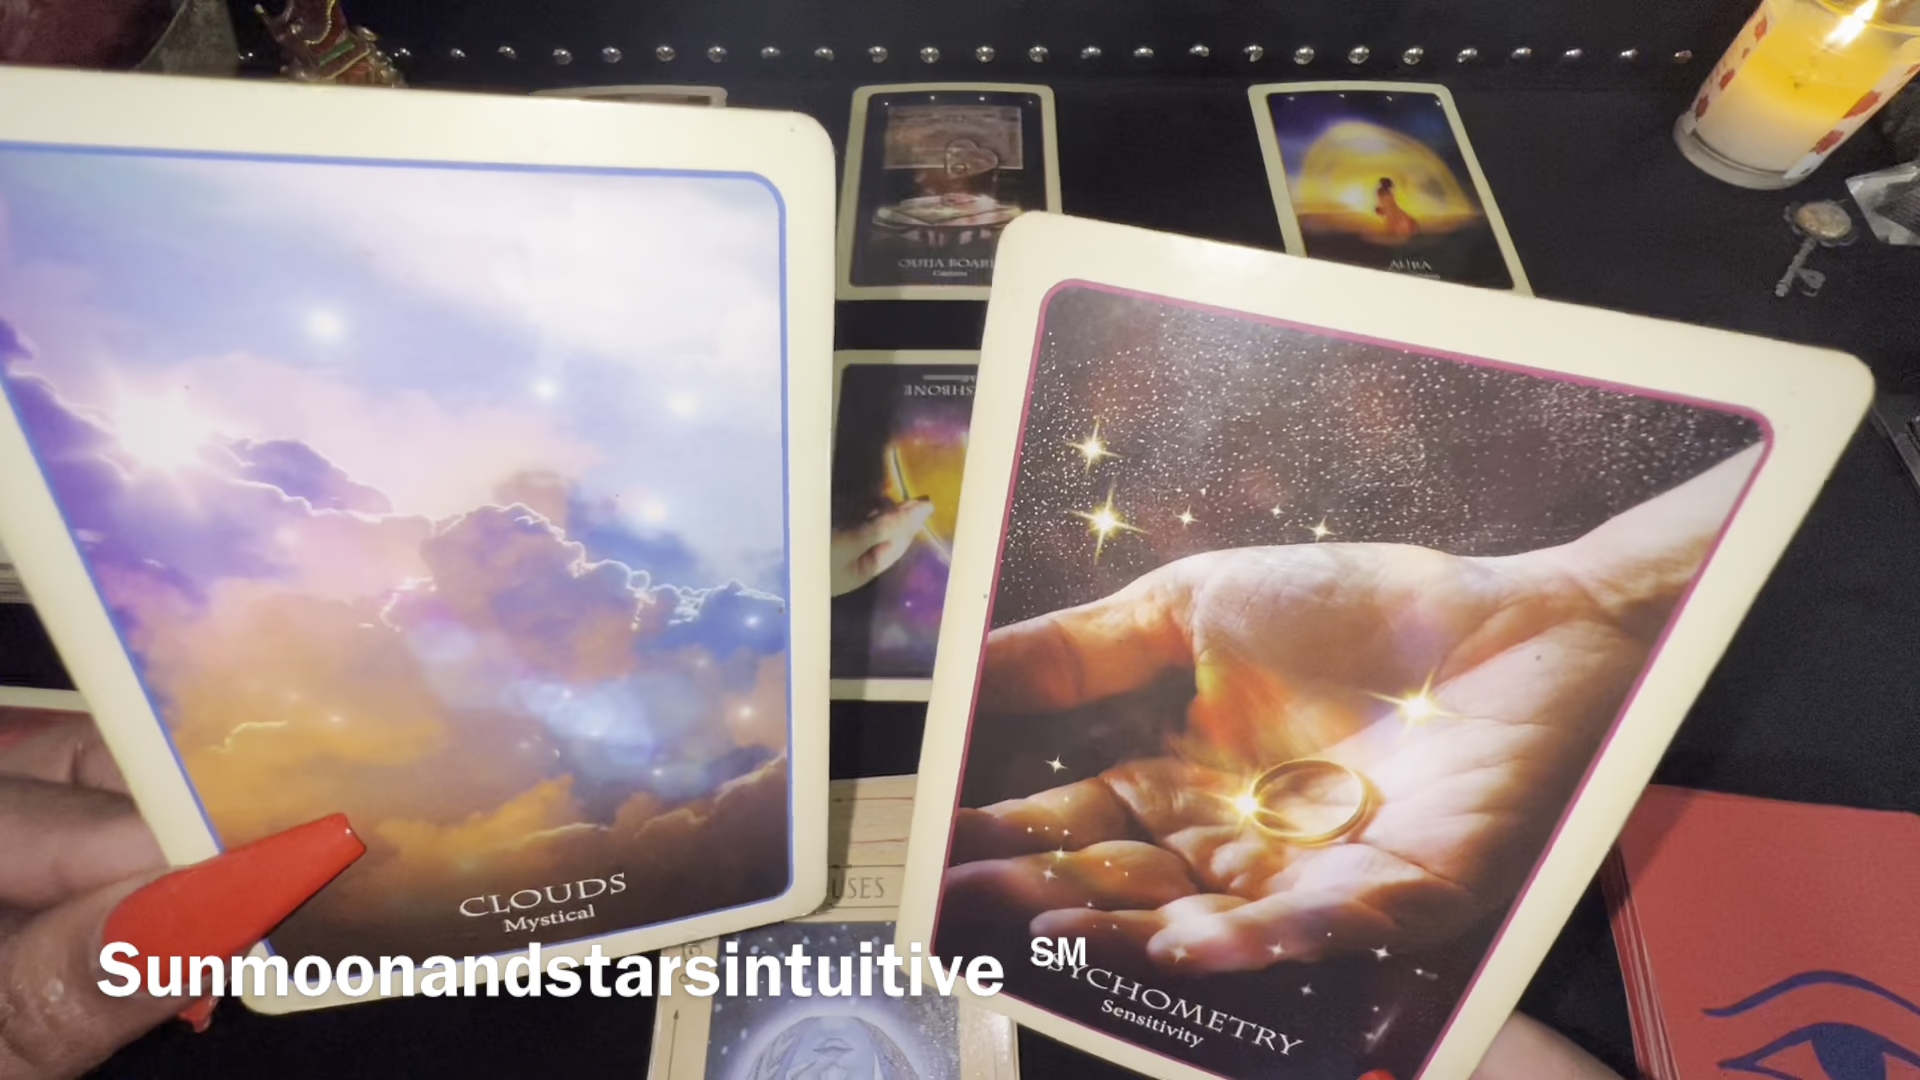 OUIJA BOARD
AURA
CLOUDS
Mystical
Sunmoonandstarsintuitive ℠
PSYCHOMETRY
Sensitivity